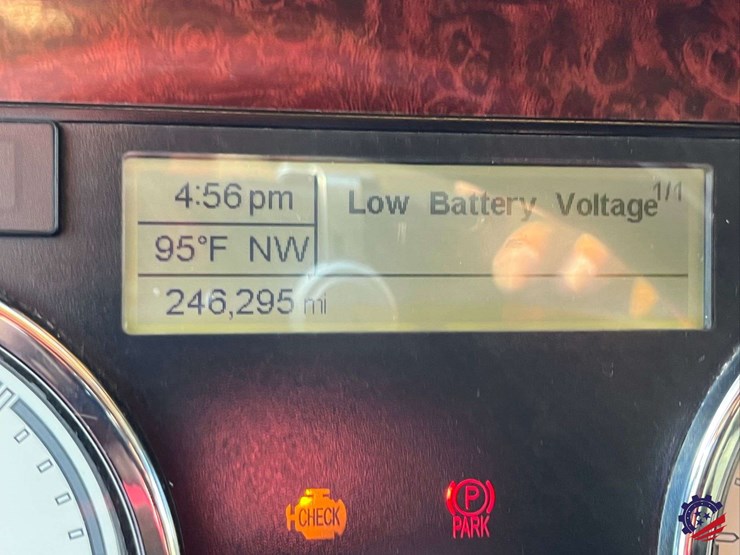 4:56 pm
Low Battery Voltage 1/1
95°F NW
246,295 mi
CHECK
P
PARK